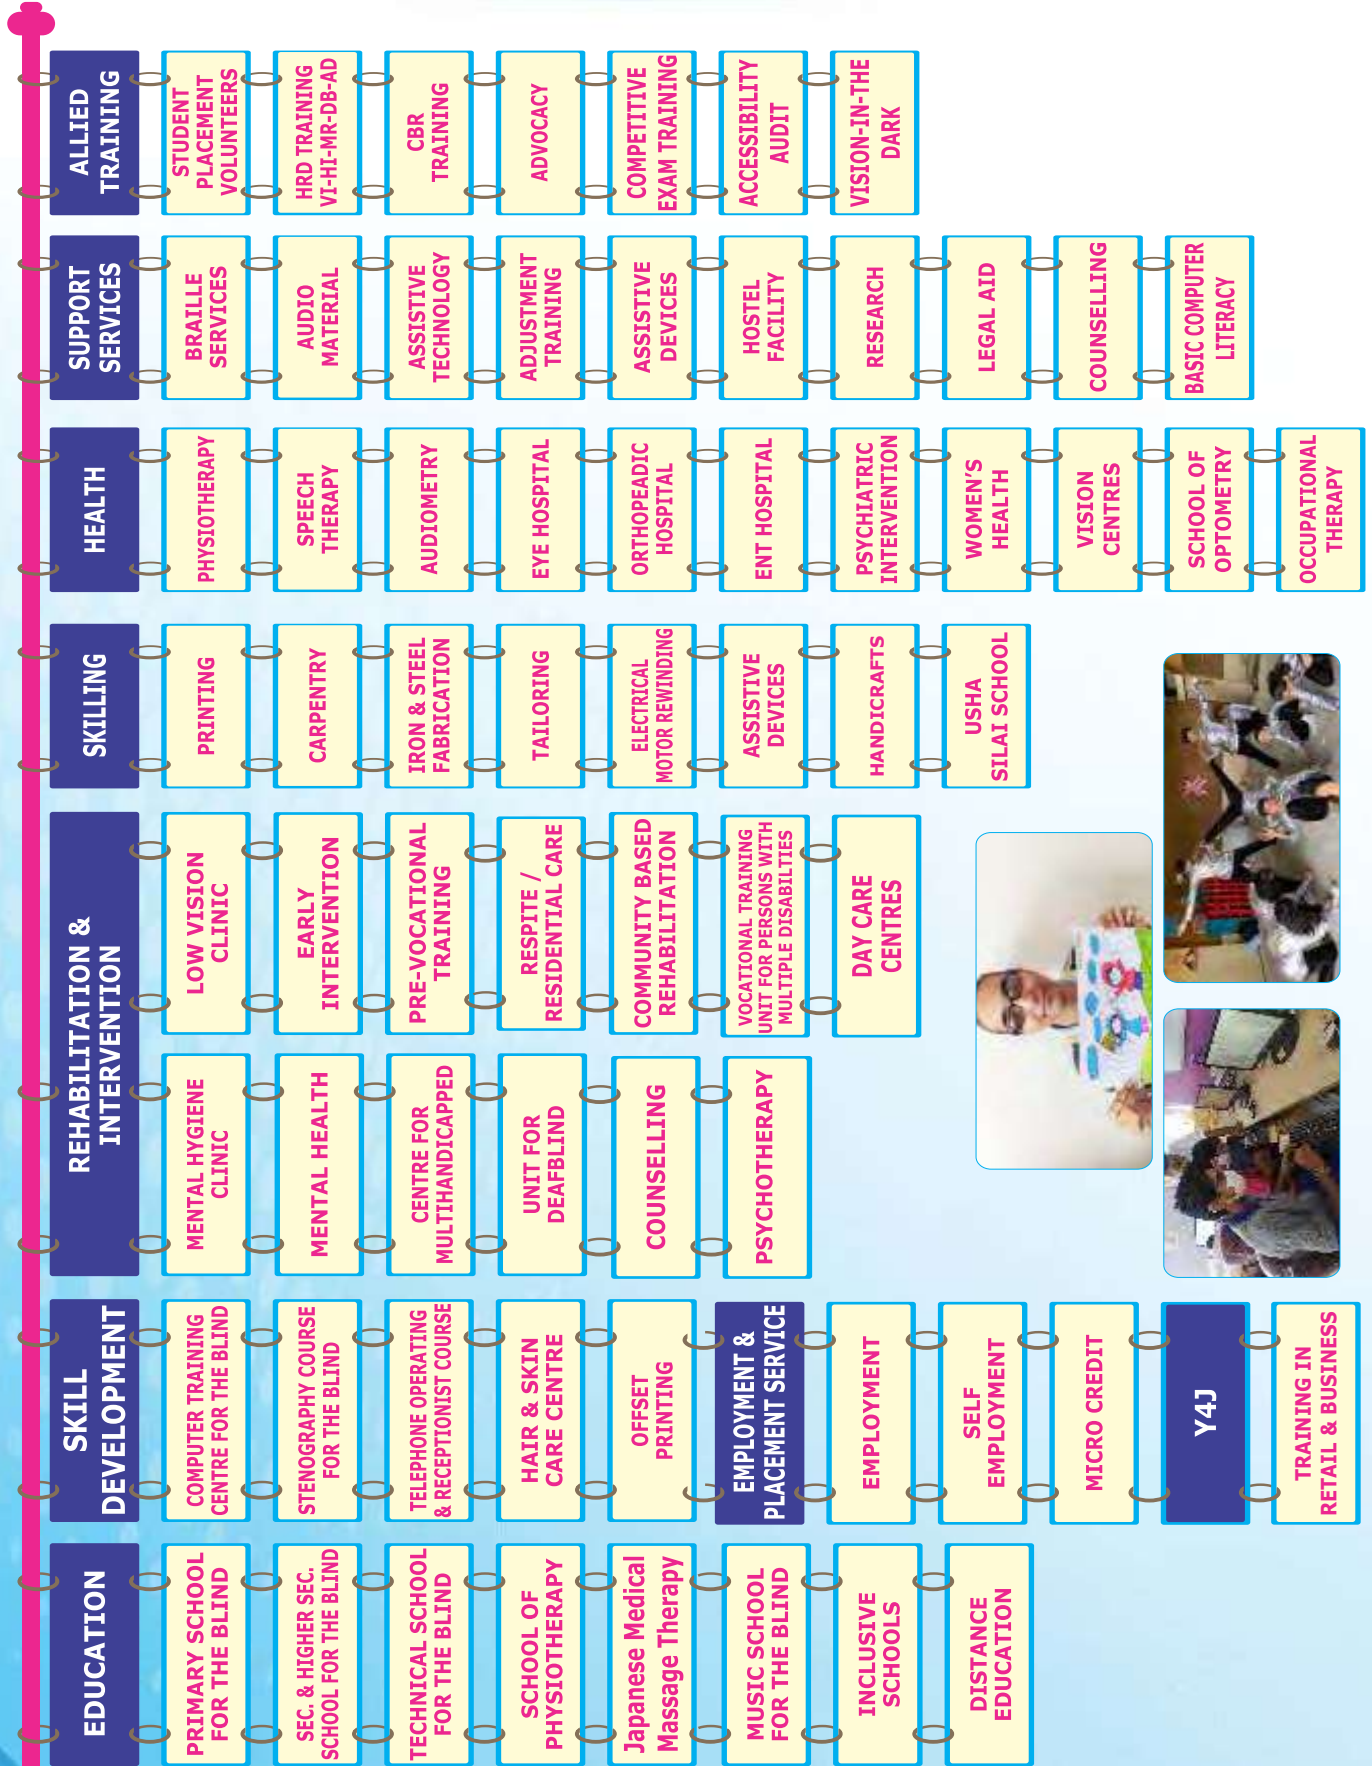 EDUCATION
PRIMARY SCHOOL
FOR THE BLIND
SEC. & HIGHER SEC.
SCHOOL FOR THE BLIND
TECHNICAL SCHOOL
FOR THE BLIND
SCHOOL OF
PHYSIOTHERAPY
Japanese Medical
Massage Therapy
MUSIC SCHOOL
FOR THE BLIND
INCLUSIVE
SCHOOLS
DISTANCE
EDUCATION
SKILL
DEVELOPMENT
COMPUTER TRAINING
CENTRE FOR THE BLIND
STENOGRAPHY COURSE
FOR THE BLIND
TELEPHONE OPERATING
& RECEPTIONIST COURSE
HAIR & SKIN
CARE CENTRE
OFFSET
PRINTING
EMPLOYMENT &
PLACEMENT SERVICE
EMPLOYMENT
SELF
EMPLOYMENT
MICRO CREDIT
Y4J
TRAINING IN
RETAIL & BUSINESS
REHABILITATION &
INTERVENTION
MENTAL HYGIENE
CLINIC
MENTAL HEALTH
CENTRE FOR
MULTIHANDICAPPED
UNIT FOR
DEAFBLIND
COUNSELLING
PSYCHOTHERAPY
LOW VISION
CLINIC
EARLY
INTERVENTION
PRE-VOCATIONAL
TRAINING
RESPITE /
RESIDENTIAL CARE
COMMUNITY BASED
REHABILITATION
VOCATIONAL TRAINING
UNIT FOR PERSONS WITH
MULTIPLE DISABILTIES
DAY CARE
CENTRES
SKILLING
PRINTING
CARPENTRY
IRON & STEEL
FABRICATION
TAILORING
ELECTRICAL
MOTOR REWINDING
ASSISTIVE
DEVICES
HANDICRAFTS
USHA
SILAI SCHOOL
HEALTH
PHYSIOTHERAPY
SPEECH
THERAPY
AUDIOMETRY
EYE HOSPITAL
ORTHOPEADIC
HOSPITAL
ENT HOSPITAL
PSYCHIATRIC
INTERVENTION
WOMEN'S
HEALTH
VISION
CENTRES
SCHOOL OF
OPTOMETRY
OCCUPATIONAL
THERAPY
SUPPORT
SERVICES
BRAILLE
SERVICES
AUDIO
MATERIAL
ASSISTIVE
TECHNOLOGY
ADJUSTMENT
TRAINING
ASSISTIVE
DEVICES
HOSTEL
FACILITY
RESEARCH
LEGAL AID
COUNSELLING
BASIC COMPUTER
LITERACY
ALLIED
TRAINING
STUDENT
PLACEMENT
VOLUNTEERS
HRD TRAINING
VI-HI-MR-DB-AD
CBR
TRAINING
ADVOCACY
COMPETITIVE
EXAM TRAINING
ACCESSIBILITY
AUDIT
VISION-IN-THE
DARK